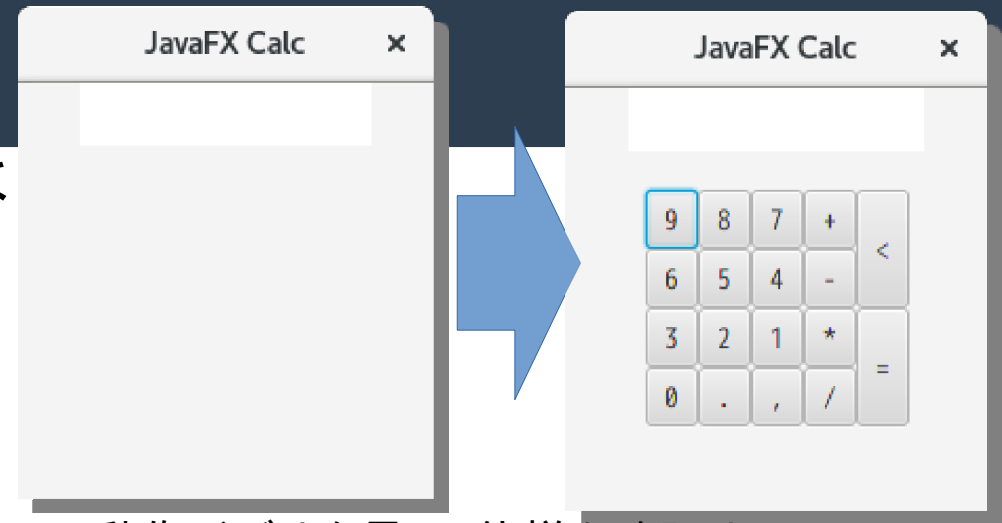 JavaFX Calc ×
JavaFX Calc ×
9 8 7 + <
6 5 4 -
3 2 1 * =
0 . , /